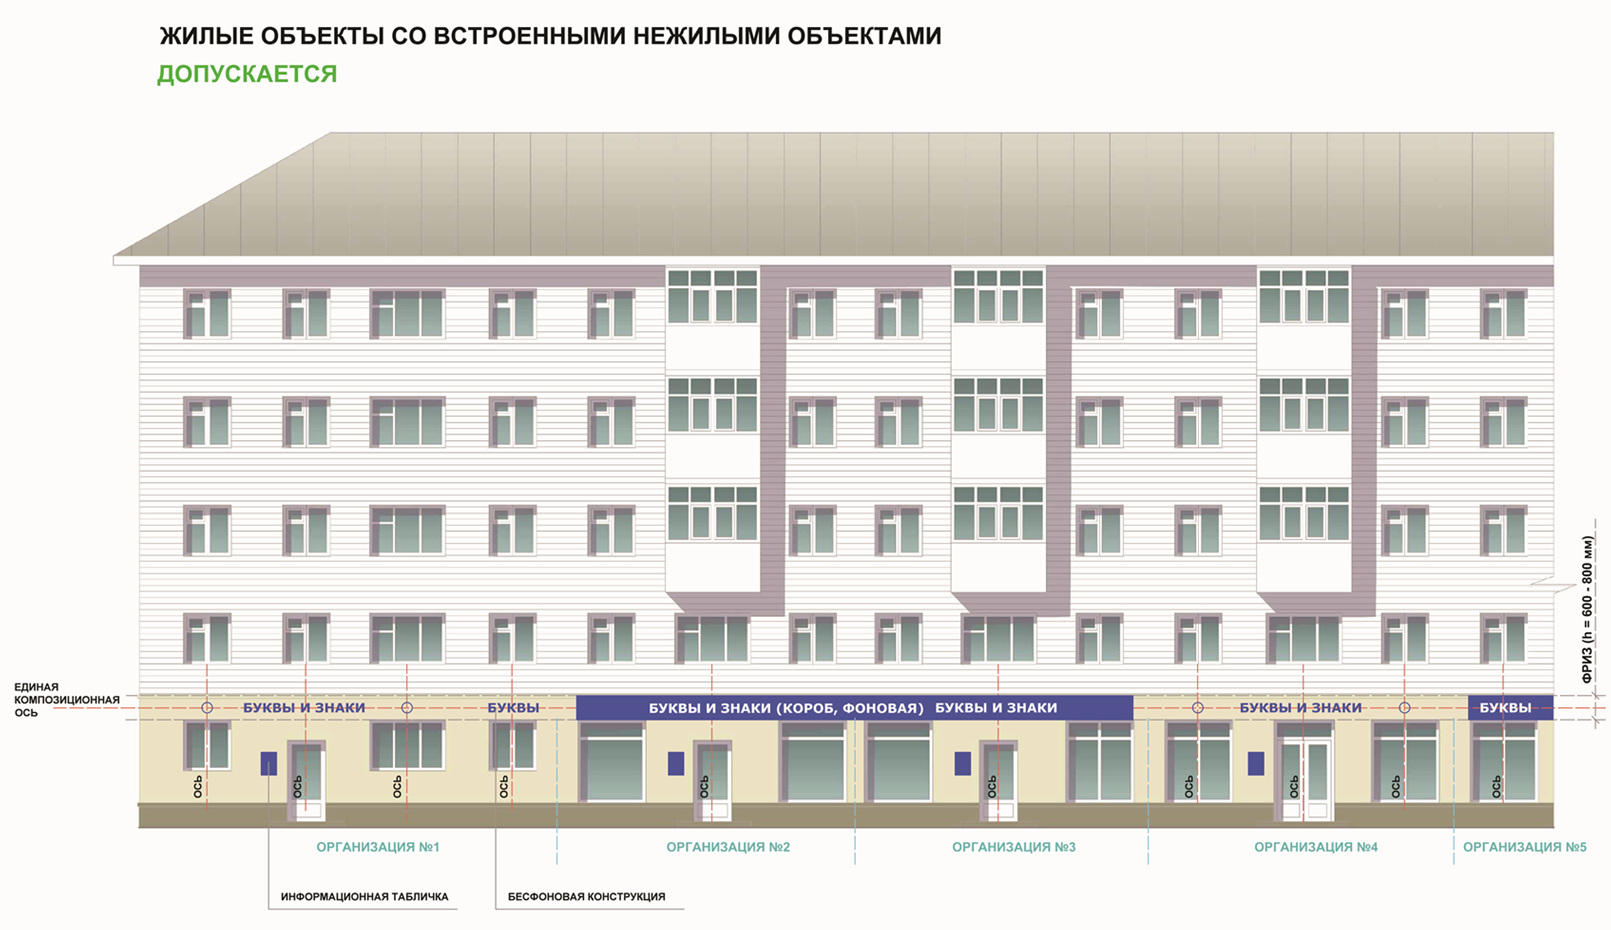 ЖИЛЫЕ ОБЪЕКТЫ СО ВСТРОЕННЫМИ НЕЖИЛЫМИ ОБЪЕКТАМИ
ДОПУСКАЕТСЯ
ФРИЗ (h = 600 - 800 мм)
ЕДИНАЯ
КОМПОЗИЦИОННАЯ
ОСЬ
БУКВЫ И ЗНАКИ
БУКВЫ
БУКВЫ И ЗНАКИ (КОРОБ, ФОНОВАЯ)
БУКВЫ И ЗНАКИ
БУКВЫ И ЗНАКИ
БУКВЫ
ОСЬ
ОСЬ
ОСЬ
ОСЬ
ОСЬ
ОСЬ
ОСЬ
ОСЬ
ОСЬ
ОСЬ
ОРГАНИЗАЦИЯ №1
ОРГАНИЗАЦИЯ №2
ОРГАНИЗАЦИЯ №3
ОРГАНИЗАЦИЯ №4
ОРГАНИЗАЦИЯ №5
ИНФОРМАЦИОННАЯ ТАБЛИЧКА
БЕСФОНОВАЯ КОНСТРУКЦИЯ